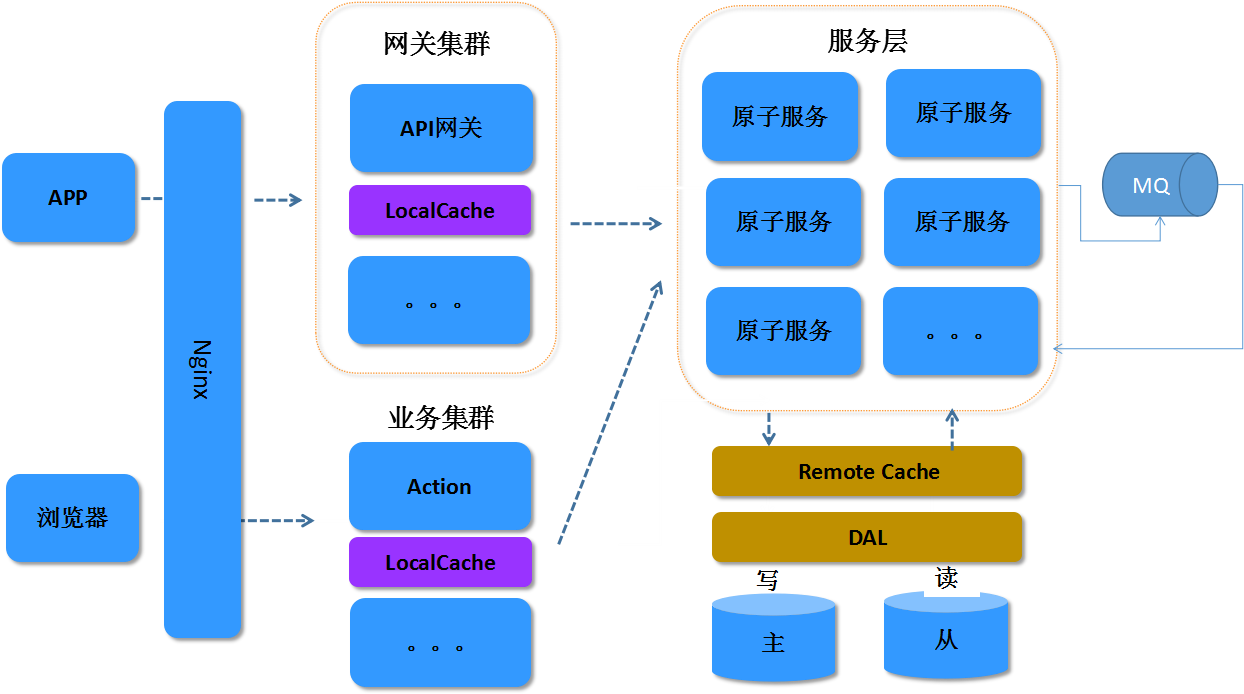 APP
浏览器
Nginx
网关集群
API网关
LocalCache
。。。
业务集群
Action
LocalCache
。。。
服务层
原子服务
原子服务
原子服务
原子服务
原子服务
。。。
MQ
Remote Cache
DAL
写
读
主
从